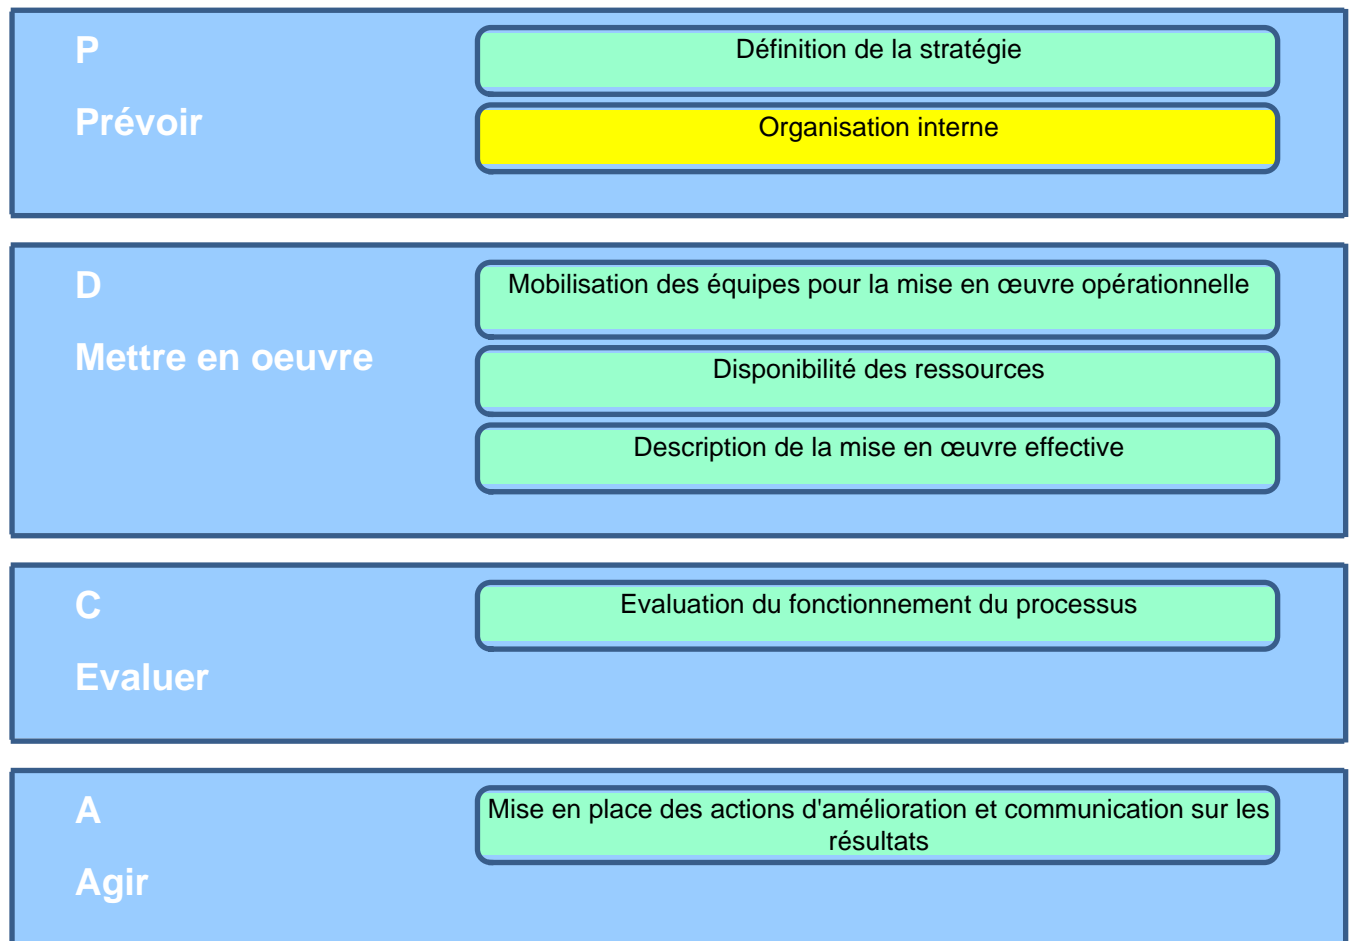 P
Prévoir
Définition de la stratégie
Organisation interne
D
Mettre en oeuvre
Mobilisation des équipes pour la mise en œuvre opérationnelle
Disponibilité des ressources
Description de la mise en œuvre effective
C
Evaluer
Evaluation du fonctionnement du processus
A
Agir
Mise en place des actions d'amélioration et communication sur les
résultats